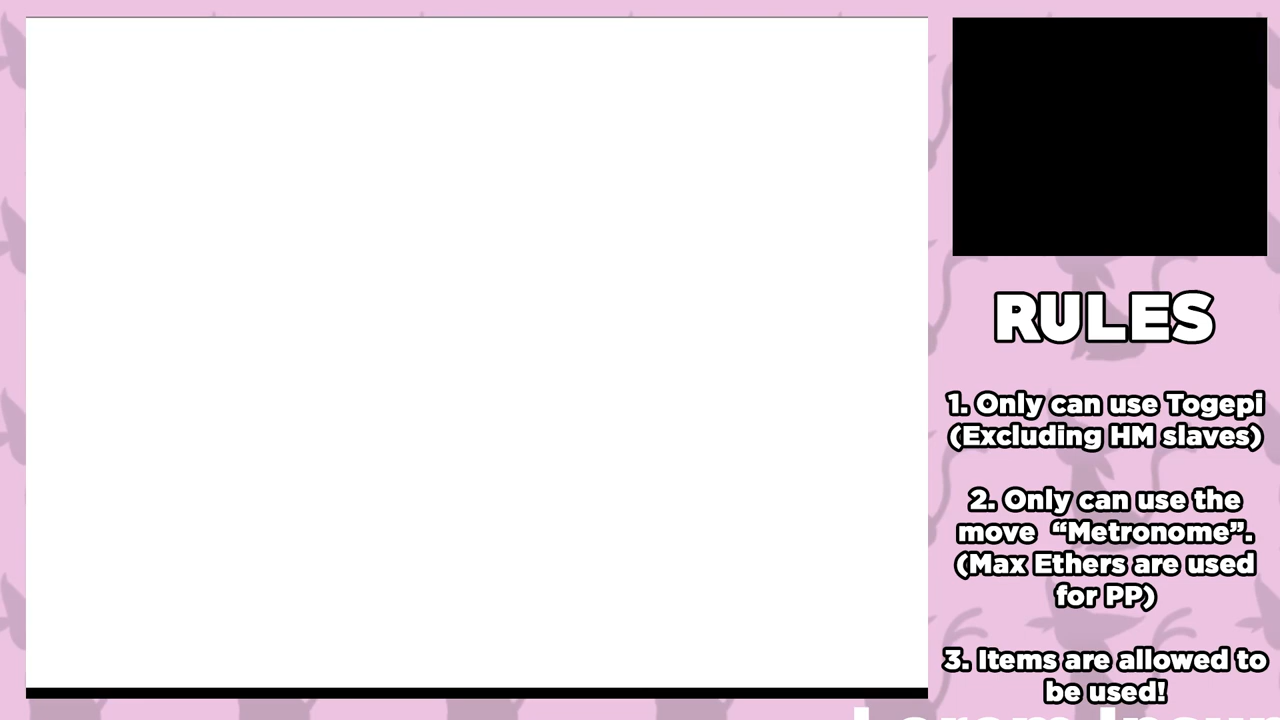 RULES
1. Only can use Togepi
(Excluding HM slaves)
2. Only can use the
move “Metronome”.
(Max Ethers are used
for PP)
3. Items are allowed to
be used!